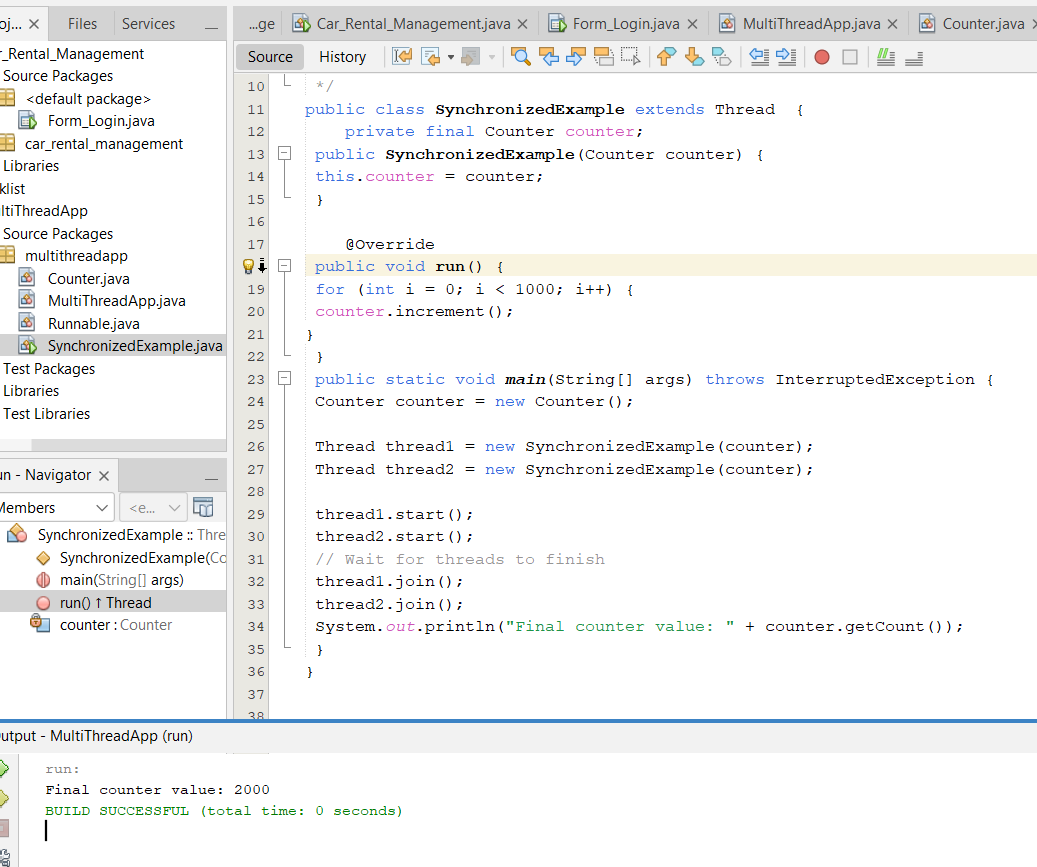 oj... × Files Services
r_Rental_Management
Source Packages
<default package>
Form_Login.java
car_rental_management
Libraries
klist
ltiThreadApp
Source Packages
multithreadapp
Counter.java
MultiThreadApp.java
Runnable.java
SynchronizedExample.java
Test Packages
Libraries
Test Libraries
un - Navigator ×
Members <e...
SynchronizedExample :: Thre
SynchronizedExample(Co
main(String[] args)
run() ↑ Thread
counter : Counter
...ge Car_Rental_Management.java × Form_Login.java × MultiThreadApp.java × Counter.java ×
Source History
10 */
11 public class SynchronizedExample extends Thread {
12 private final Counter counter;
13 public SynchronizedExample(Counter counter) {
14 this.counter = counter;
15 }
16
17 @Override
public void run() {
19 for (int i = 0; i < 1000; i++) {
20 counter.increment();
21 }
22 }
23 public static void main(String[] args) throws InterruptedException {
24 Counter counter = new Counter();
25
26 Thread thread1 = new SynchronizedExample(counter);
27 Thread thread2 = new SynchronizedExample(counter);
28
29 thread1.start();
30 thread2.start();
31 // Wait for threads to finish
32 thread1.join();
33 thread2.join();
34 System.out.println("Final counter value: " + counter.getCount());
35 }
36 }
37
38
utput - MultiThreadApp (run)
run:
Final counter value: 2000
BUILD SUCCESSFUL (total time: 0 seconds)